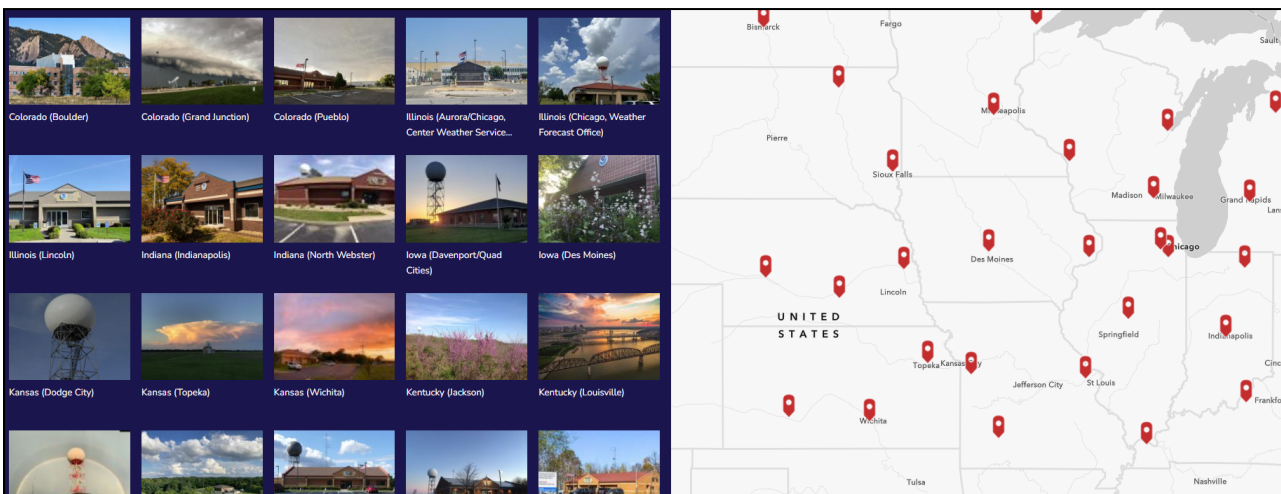 Colorado (Boulder)
Colorado (Grand Junction)
Colorado (Pueblo)
Illinois (Aurora/Chicago,
Center Weather Service...
Illinois (Chicago, Weather
Forecast Office)
Illinois (Lincoln)
Indiana (Indianapolis)
Indiana (North Webster)
Iowa (Davenport/Quad
Cities)
Iowa (Des Moines)
Kansas (Dodge City)
Kansas (Topeka)
Kansas (Wichita)
Kentucky (Jackson)
Kentucky (Louisville)
Bismarck
Fargo
Sault
Minneapolis
Pierre
Sioux Falls
Madison
Milwaukee
Grand Rapids
Lans
Des Moines
Chicago
Lincoln
UNITED
STATES
Springfield
Indianapolis
Topeka
Kansas City
Jefferson City
St Louis
Cinc
Frankfo
Wichita
Tulsa
Nashville